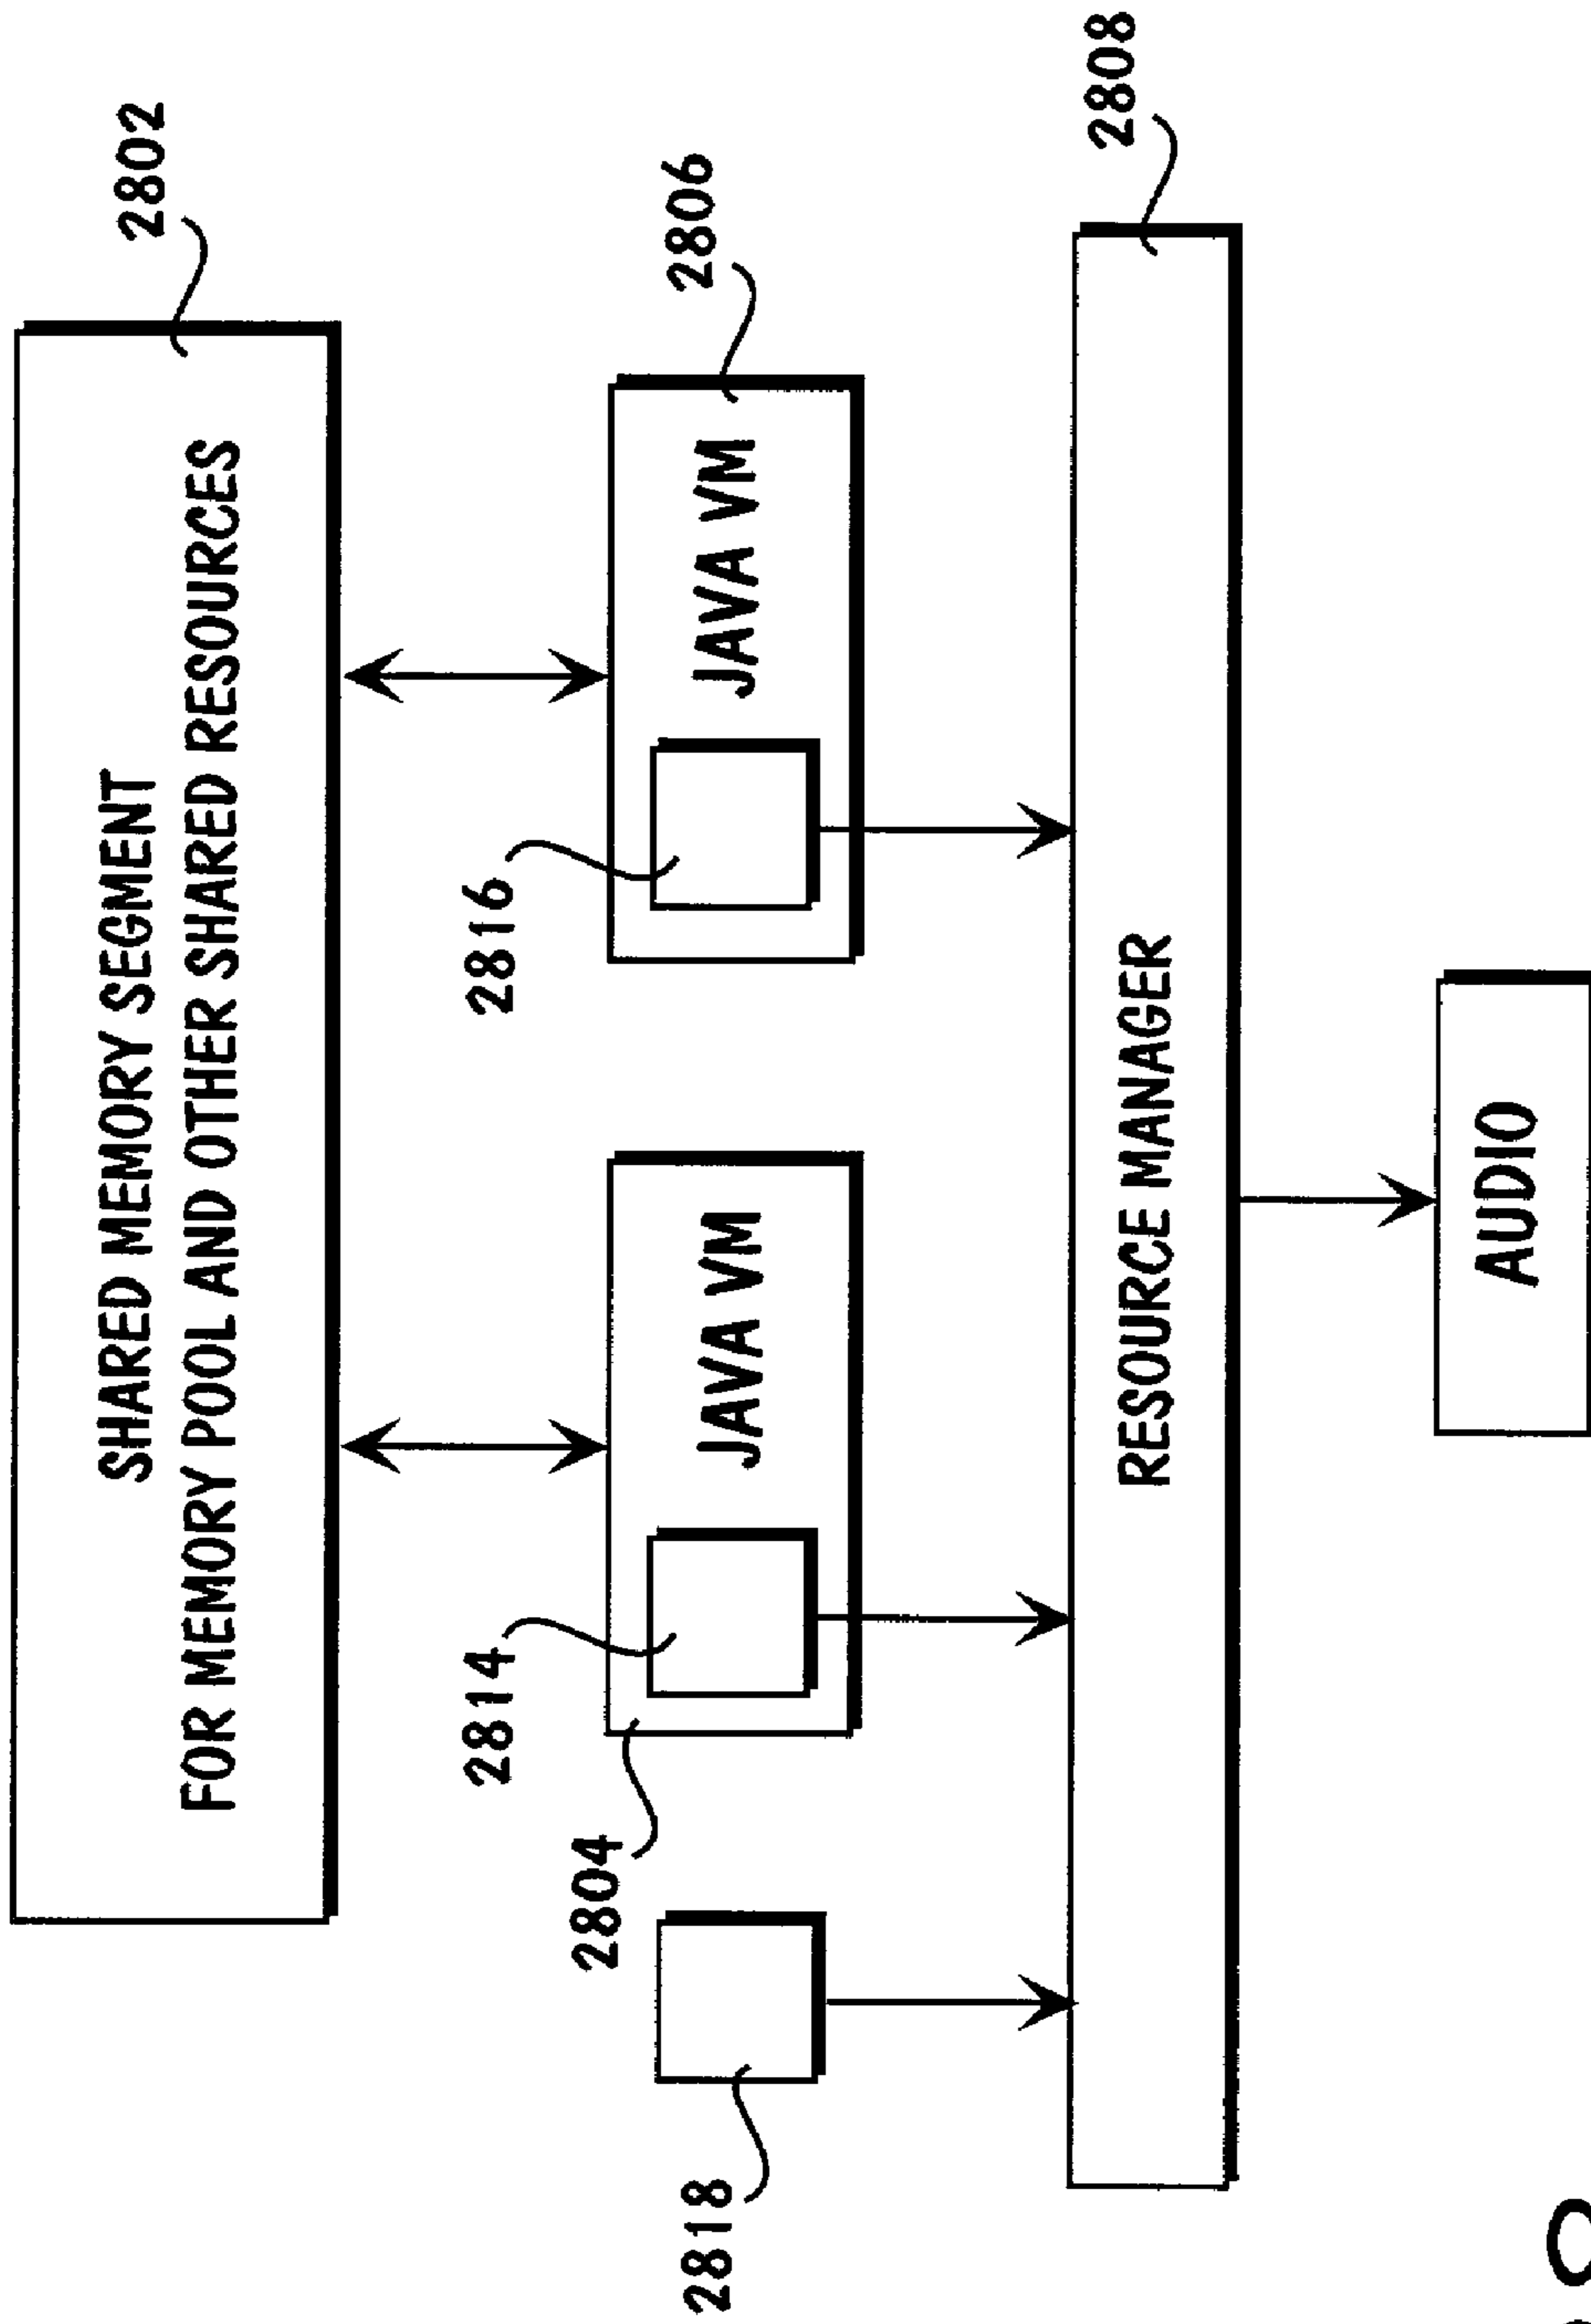 SHARED MEMORY SEGMENT
FOR MEMORY POOL AND OTHER SHARED RESOURCES
2802
2814
2816
2804
JAVA VM
JAVA VM
2806
2818
RESOURCE MANAGER
2808
AUDIO